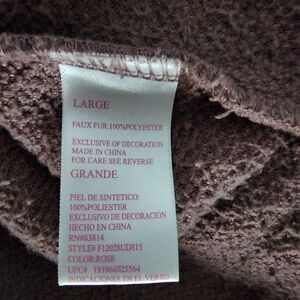 LARGE
FAUX FUR:100%POLYESTER
EXCLUSIVE OF DECORATION
MADE IN CHINA
FOR CARE SEE REVERSE
GRANDE
PIEL DE SINTETICO:
100%POLIESTER
EXCLUSIVO DE DECORACION
HECHO EN CHINA
RN#83814
STYLE# F12028UD815
COLOR:ROSE
UPC# 193968025564
INDICACIONES EN EL VERSO